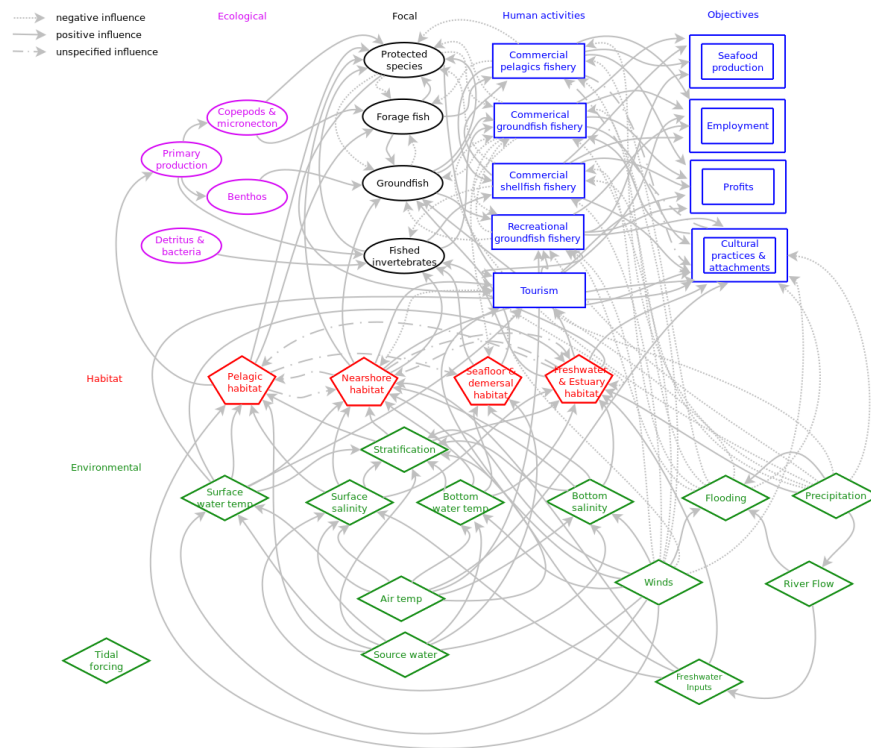 negative influence
positive influence
unspecified influence
Ecological
Focal
Human activities
Objectives
Protected
species
Commercial
pelagics fishery
Seafood
production
Copepods &
micronecton
Forage fish
Commerical
groundfish fishery
Employment
Primary
production
Benthos
Groundfish
Commercial
shellfish fishery
Profits
Detritus &
bacteria
Fished
invertebrates
Recreational
groundfish fishery
Cultural
practices &
attachments
Tourism
Habitat
Pelagic
habitat
Nearshore
habitat
Seafloor &
demersal
habitat
Freshwater
& Estuary
habitat
Environmental
Stratification
Surface
water temp
Surface
salinity
Bottom
water temp
Bottom
salinity
Flooding
Precipitation
Air temp
Winds
River Flow
Tidal
forcing
Source water
Freshwater
Inputs